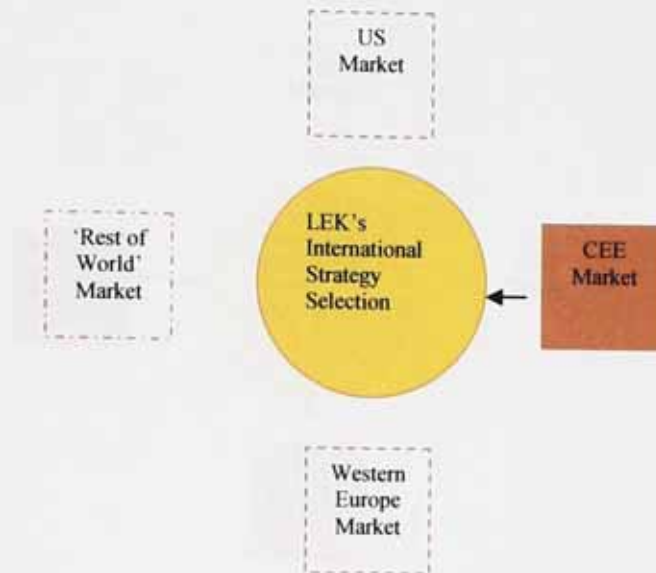 US
Market
'Rest of
World'
Market
LEK's
International
Strategy
Selection
CEE
Market
Western
Europe
Market